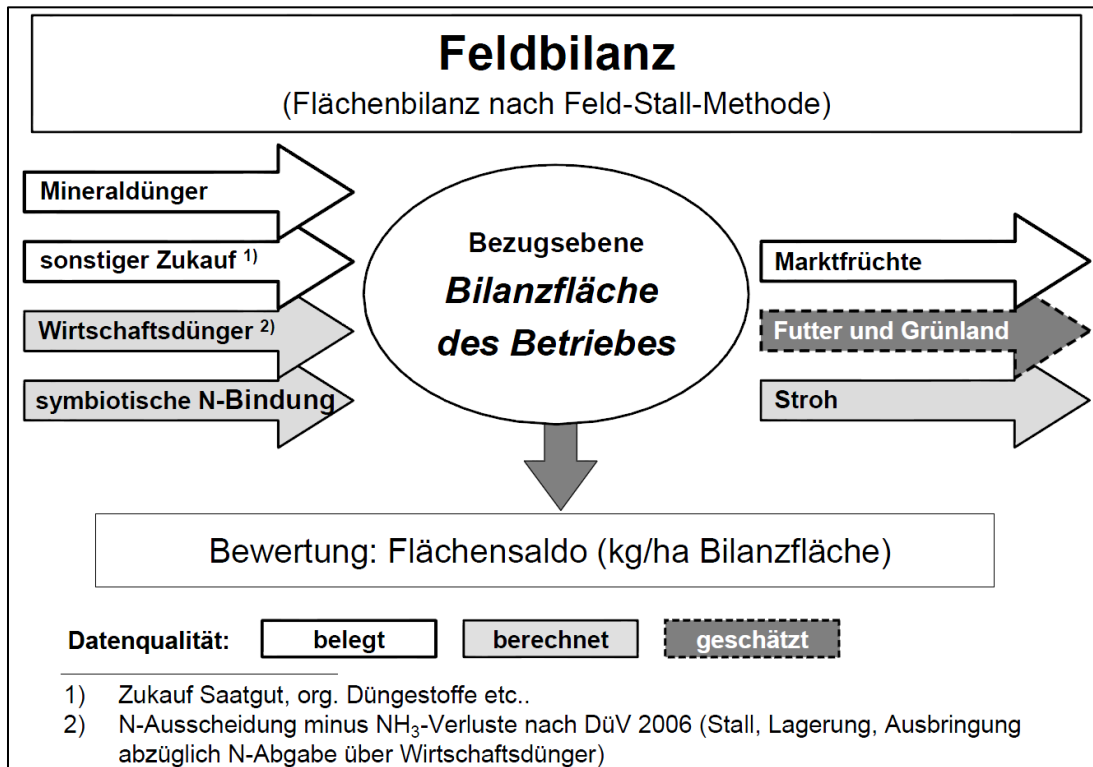 Feldbilanz
(Flächenbilanz nach Feld-Stall-Methode)
Mineraldünger
sonstiger Zukauf 1)
Wirtschaftsdünger 2)
symbiotische N-Bindung
Bezugsebene
Bilanzfläche
des Betriebes
Marktfrüchte
Futter und Grünland
Stroh
Bewertung: Flächensaldo (kg/ha Bilanzfläche)
Datenqualität: belegt berechnet geschätzt
1) Zukauf Saatgut, org. Düngestoffe etc..
2) N-Ausscheidung minus NH3-Verluste nach DüV 2006 (Stall, Lagerung, Ausbringung
abzüglich N-Abgabe über Wirtschaftsdünger)